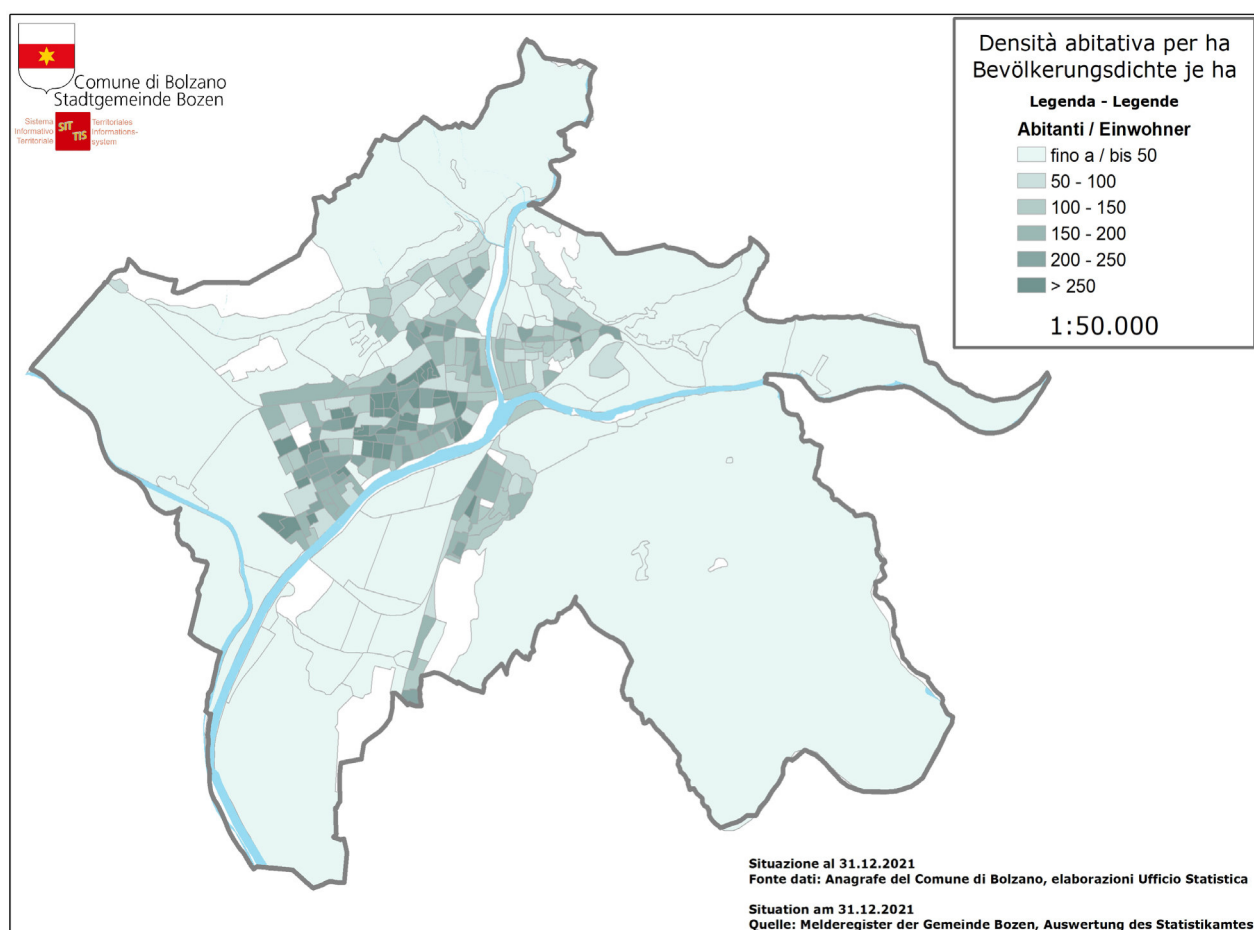 Comune di Bolzano
Stadtgemeinde Bozen
Sistema
Informativo
Territoriale
SIT
TIS
Territoriales
Informations-
system
Densità abitativa per ha
Bevölkerungsdichte je ha
Legenda - Legende
Abitanti / Einwohner
fino a / bis 50
50 - 100
100 - 150
150 - 200
200 - 250
> 250
1:50.000
Situazione al 31.12.2021
Fonte dati: Anagrafe del Comune di Bolzano, elaborazioni Ufficio Statistica
Situation am 31.12.2021
Quelle: Melderegister der Gemeinde Bozen, Auswertung des Statistikamtes